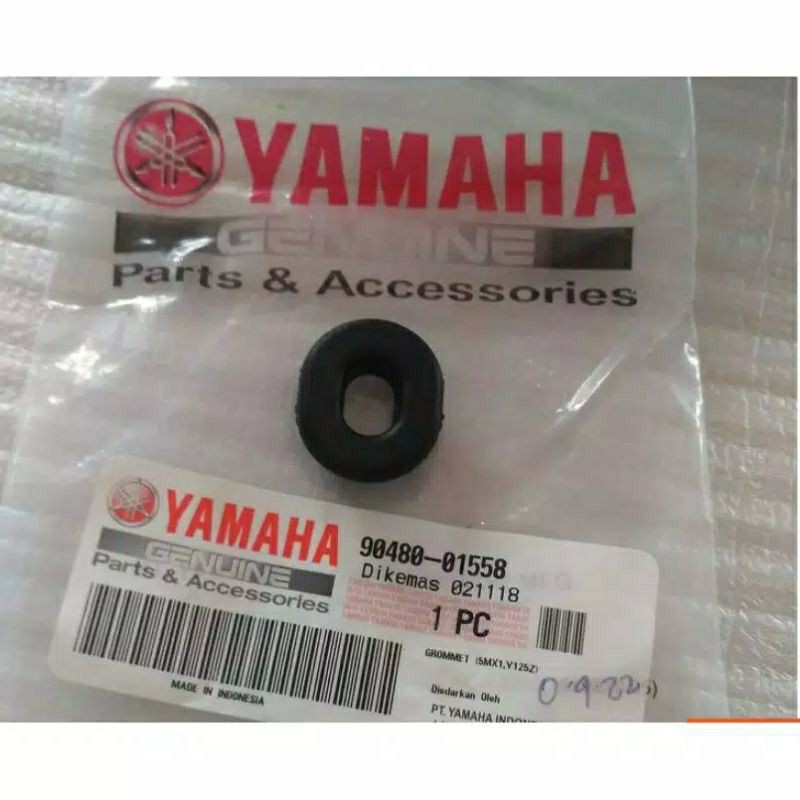 YAMAHA
GENUINE
Parts & Accessories
YAMAHA
GENUINE
Parts & Accessories
MADE IN INDONESIA
90480-01558
Dikemas 021118
1 PC
GROMMET (5MX1,Y125Z)
Diedarkan Oleh
PT. YAMAHA INDONE